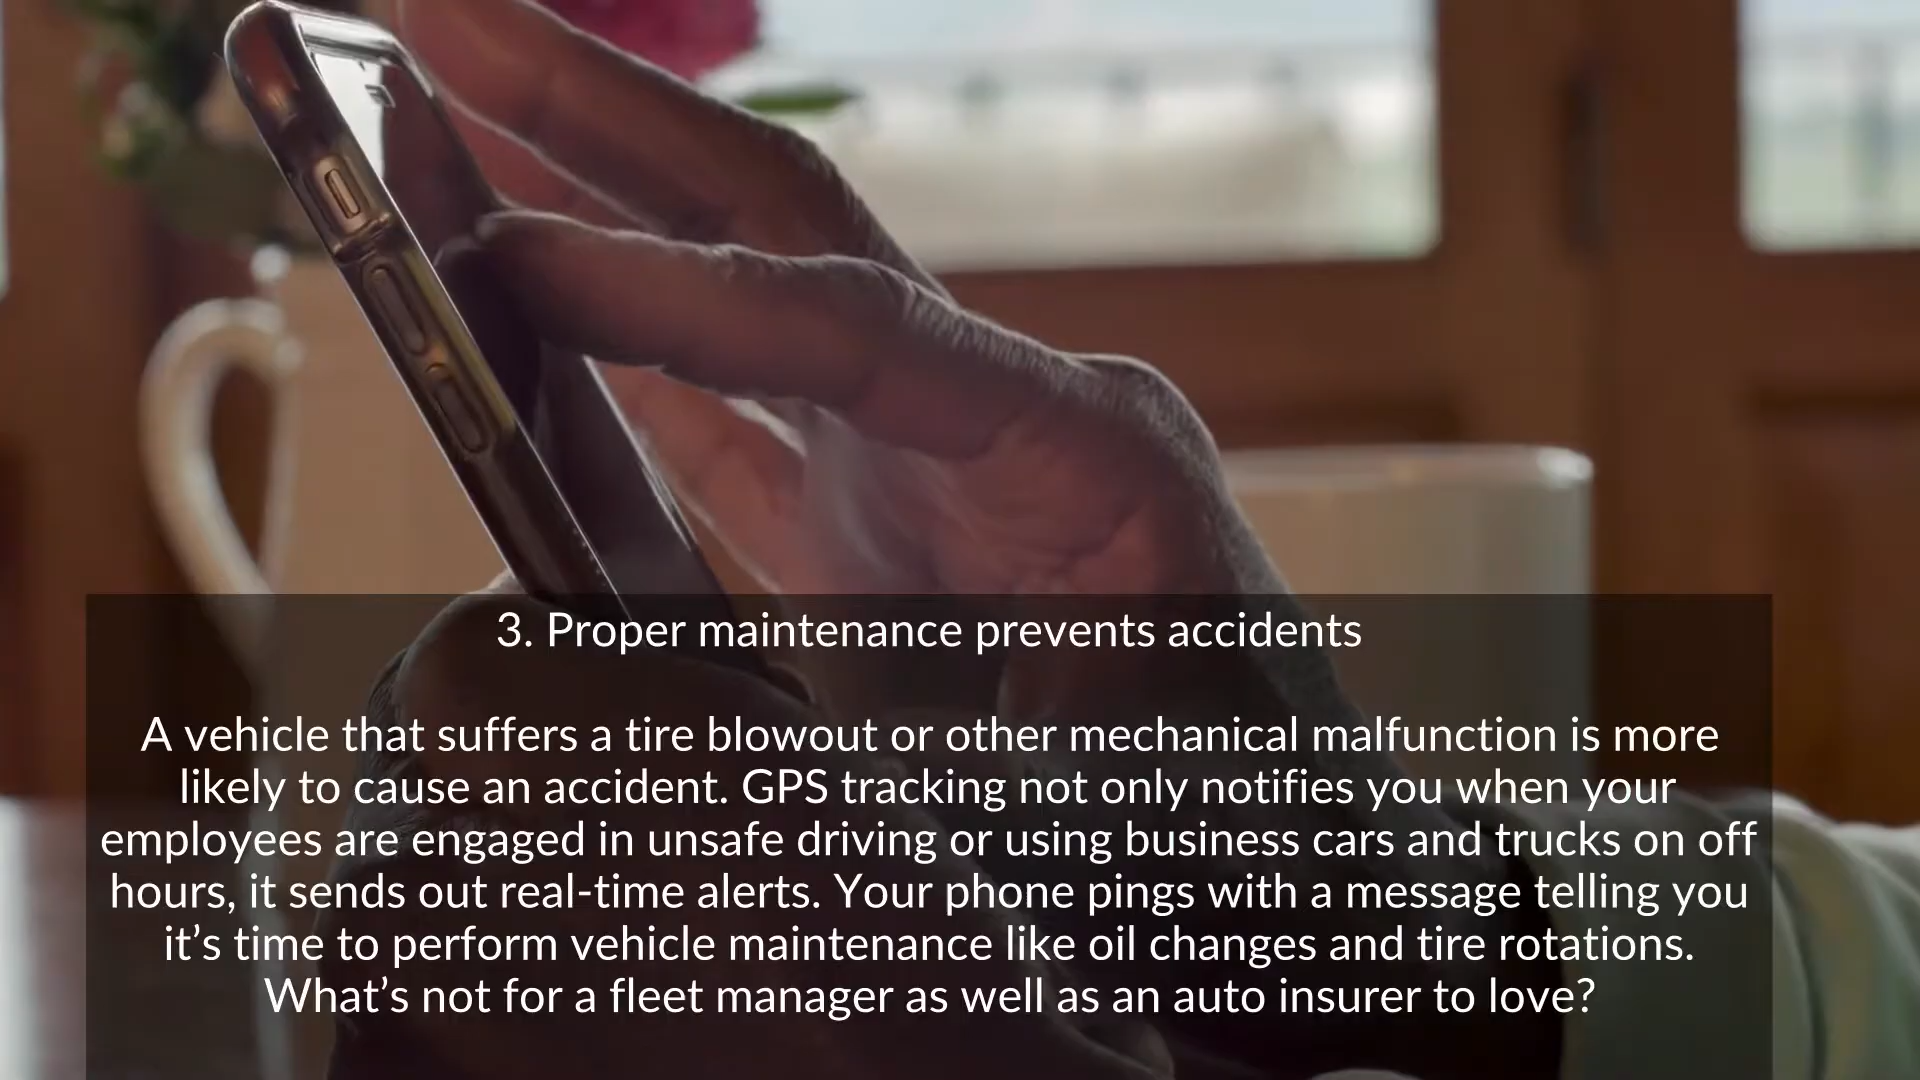 3. Proper maintenance prevents accidents
A vehicle that suffers a tire blowout or other mechanical malfunction is more
likely to cause an accident. GPS tracking not only notifies you when your
employees are engaged in unsafe driving or using business cars and trucks on off
hours, it sends out real-time alerts. Your phone pings with a message telling you
it’s time to perform vehicle maintenance like oil changes and tire rotations.
What’s not for a fleet manager as well as an auto insurer to love?